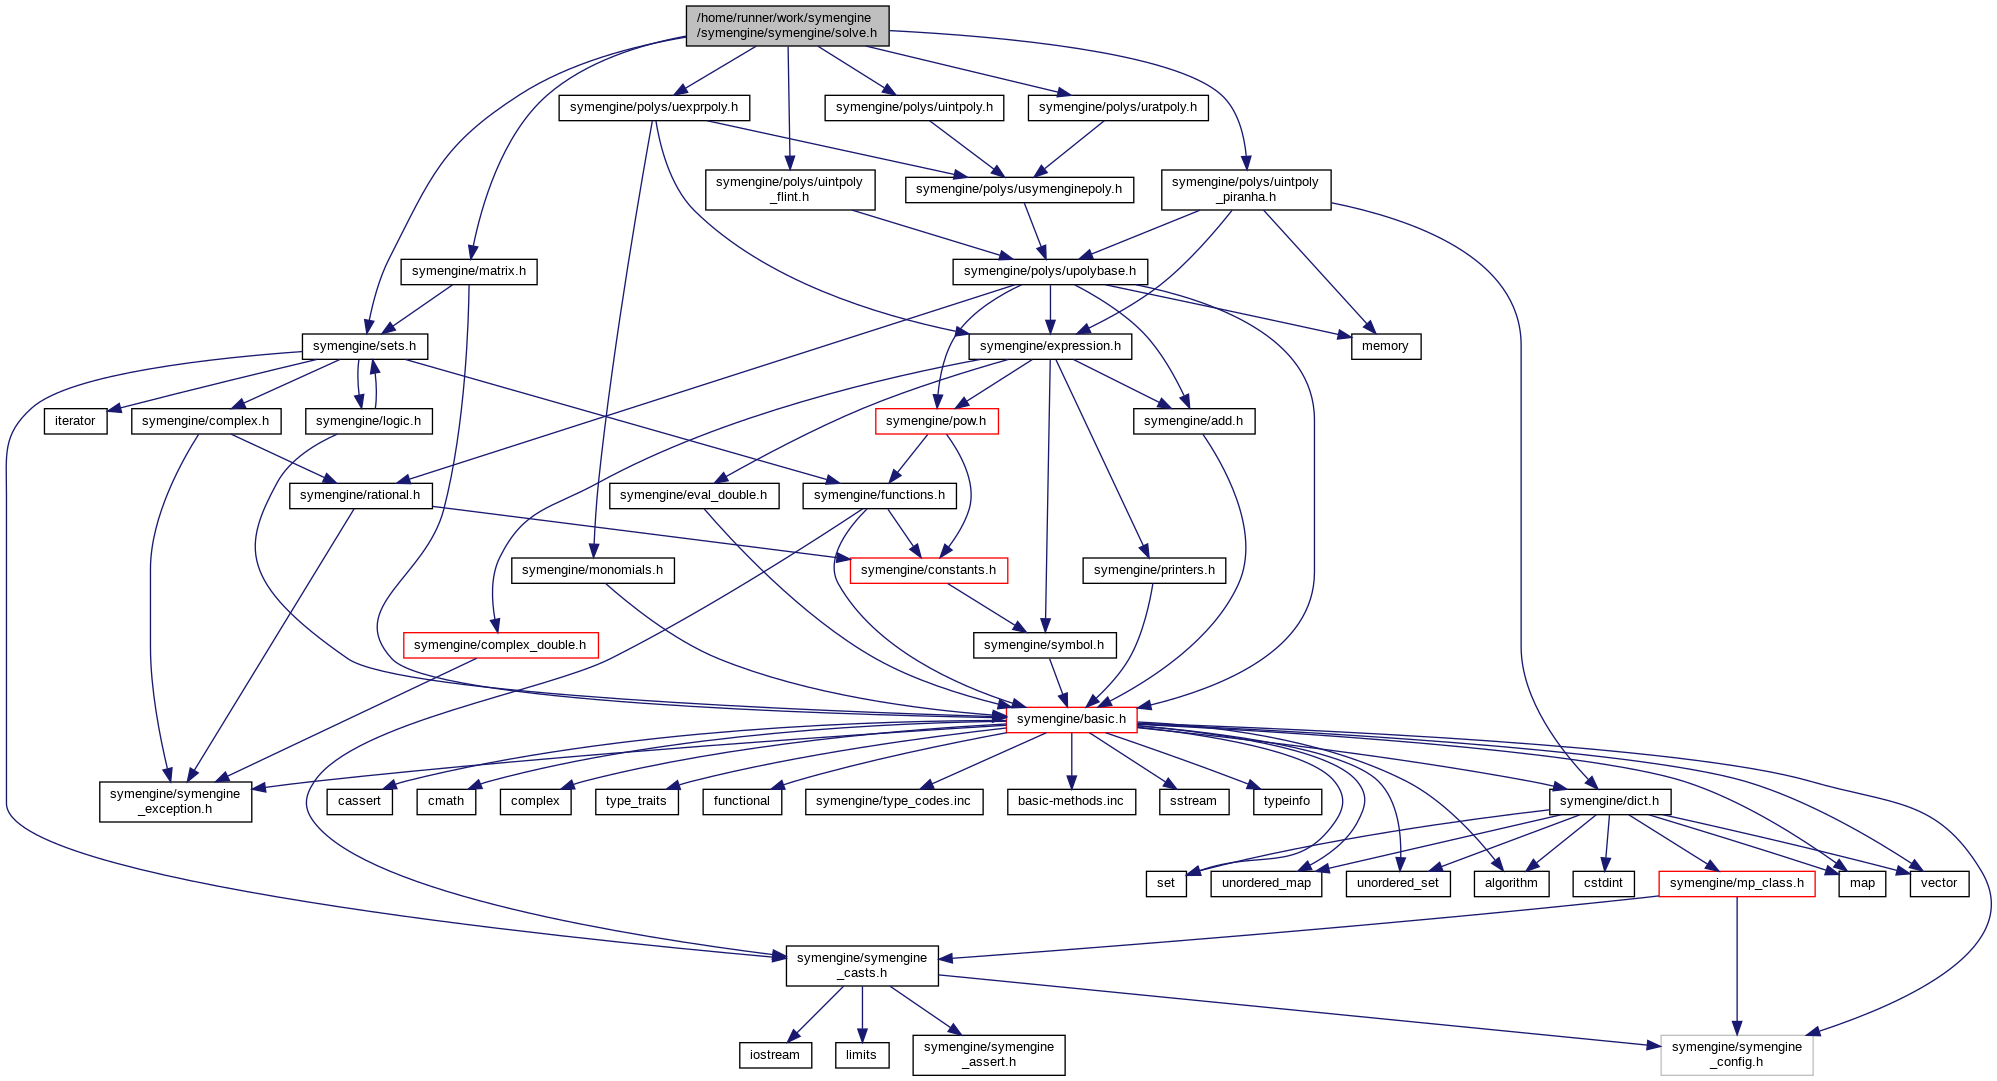 /home/runner/work/symengine
/symengine/symengine/solve.h
symengine/polys/uexprpoly.h
symengine/polys/uintpoly.h
symengine/polys/uratpoly.h
symengine/polys/uintpoly
_flint.h
symengine/polys/usymenginepoly.h
symengine/polys/uintpoly
_piranha.h
symengine/matrix.h
symengine/polys/upolybase.h
symengine/sets.h
symengine/expression.h
memory
iterator
symengine/complex.h
symengine/logic.h
symengine/pow.h
symengine/add.h
symengine/rational.h
symengine/eval_double.h
symengine/functions.h
symengine/monomials.h
symengine/constants.h
symengine/printers.h
symengine/complex_double.h
symengine/symbol.h
symengine/basic.h
symengine/symengine
_exception.h
cassert
cmath
complex
type_traits
functional
symengine/type_codes.inc
basic-methods.inc
sstream
typeinfo
symengine/dict.h
set
unordered_map
unordered_set
algorithm
cstdint
symengine/mp_class.h
map
vector
symengine/symengine
_casts.h
iostream
limits
symengine/symengine
_assert.h
symengine/symengine
_config.h